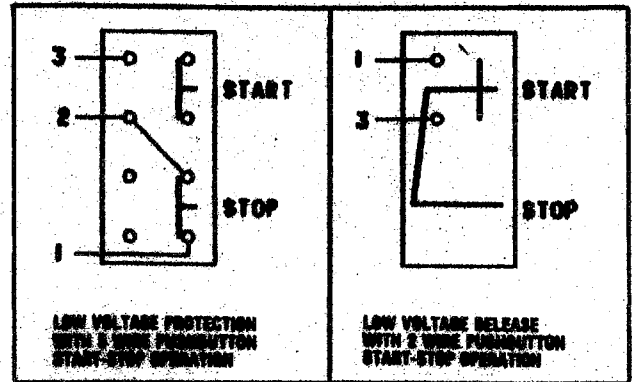 3
START
2
STOP
1
LOW VOLTAGE PROTECTION
WITH 3 WIRE PUSHBUTTON
START-STOP OPERATION
1
START
3
STOP
LOW VOLTAGE RELEASE
WITH 2 WIRE PUSHBUTTON
START-STOP OPERATION